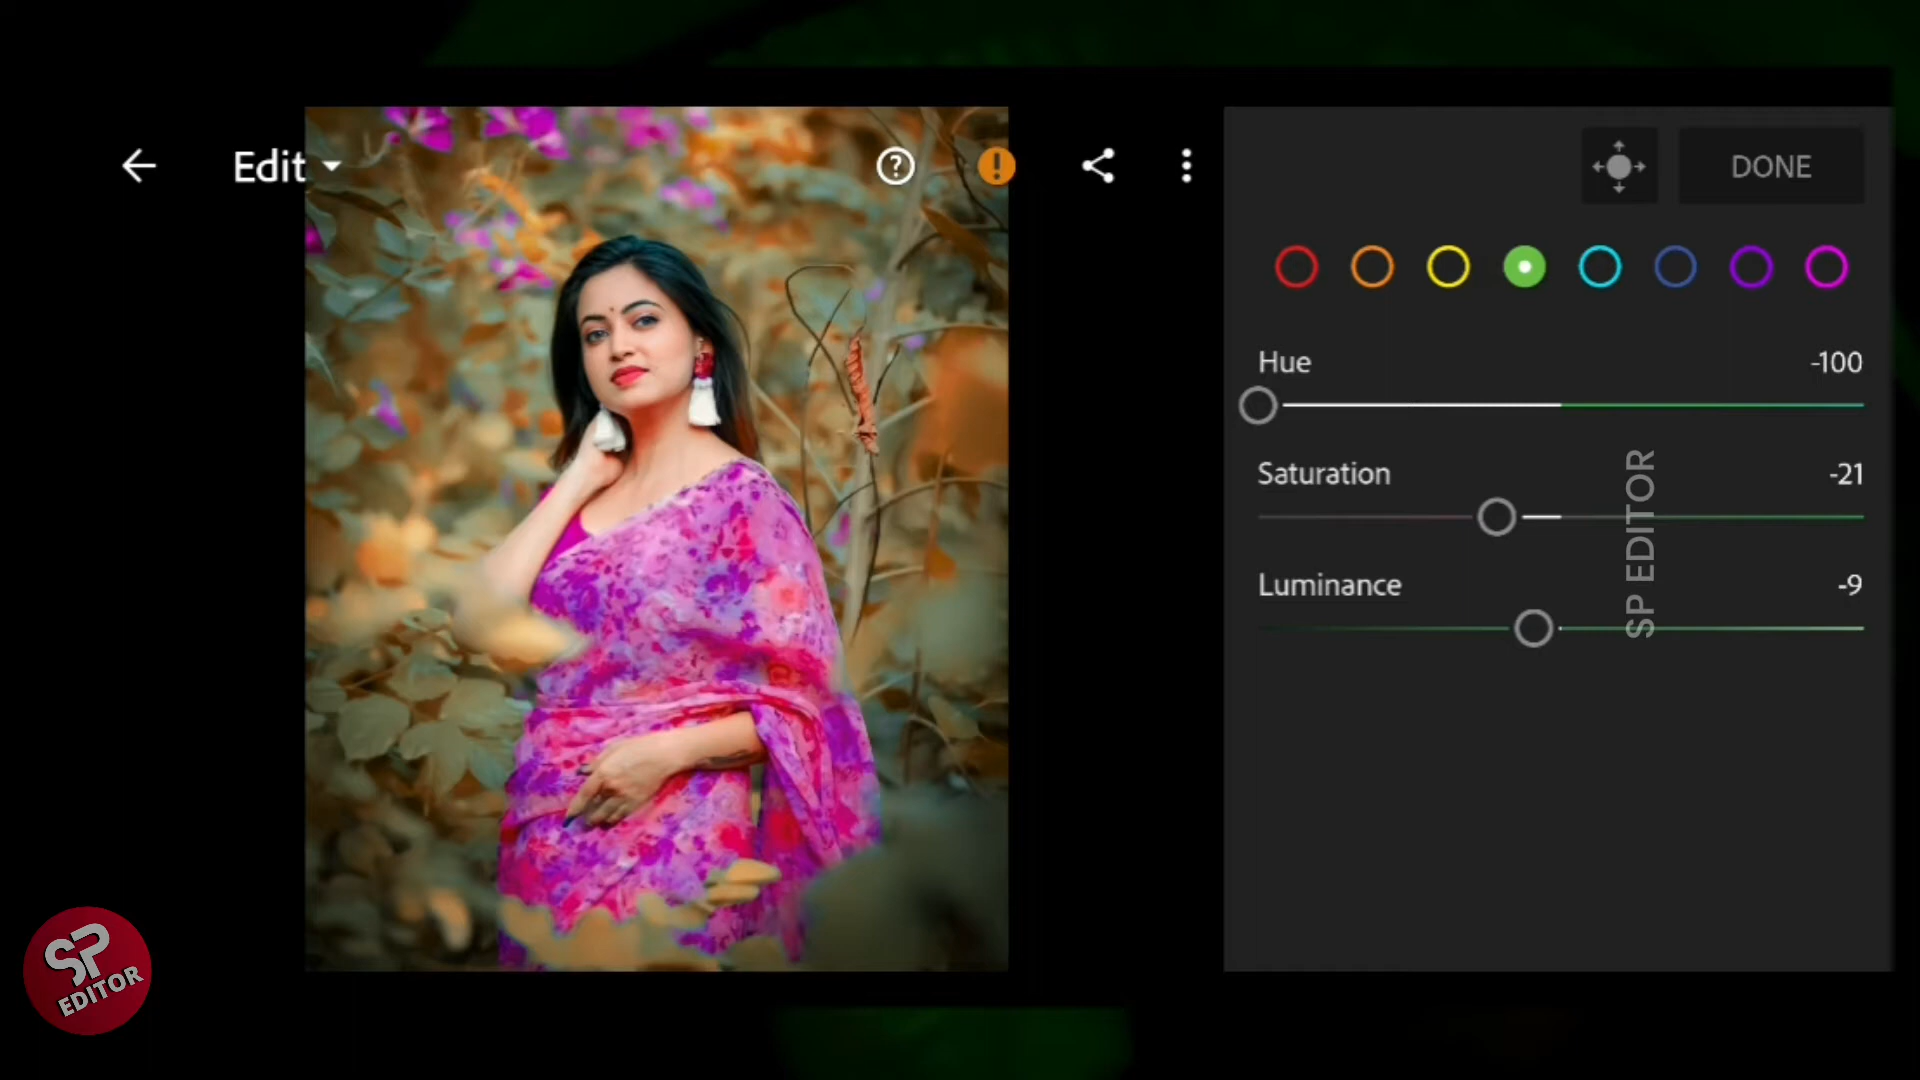 Edit
DONE
Hue -100
Saturation -21
Luminance -9
SP EDITOR
SP
EDITOR